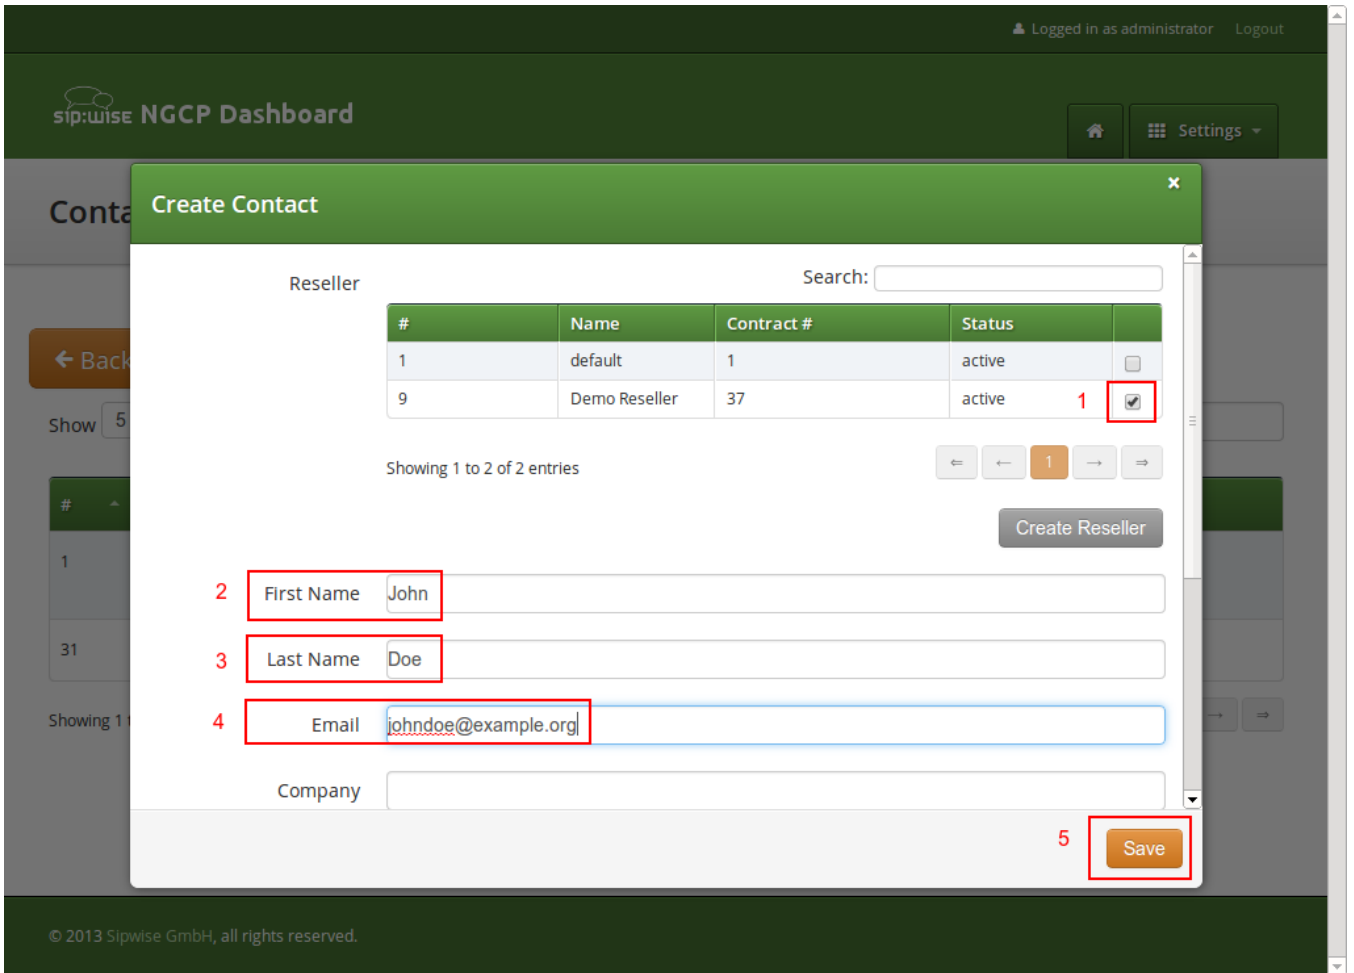 Logged in as administrator Logout
sip:wise NGCP Dashboard
Settings
Conta
Create Contact
×
Reseller
Search:
# Name Contract # Status
1 default 1 active
9 Demo Reseller 37 active
1
Showing 1 to 2 of 2 entries
⇐ ← 1 → ⇒
Create Reseller
← Back
Show 5
#
1
31
Showing 1 t
→ ⇒
2 First Name John
3 Last Name Doe
4 Email johndoe@example.org
Company
5 Save
© 2013 Sipwise GmbH, all rights reserved.